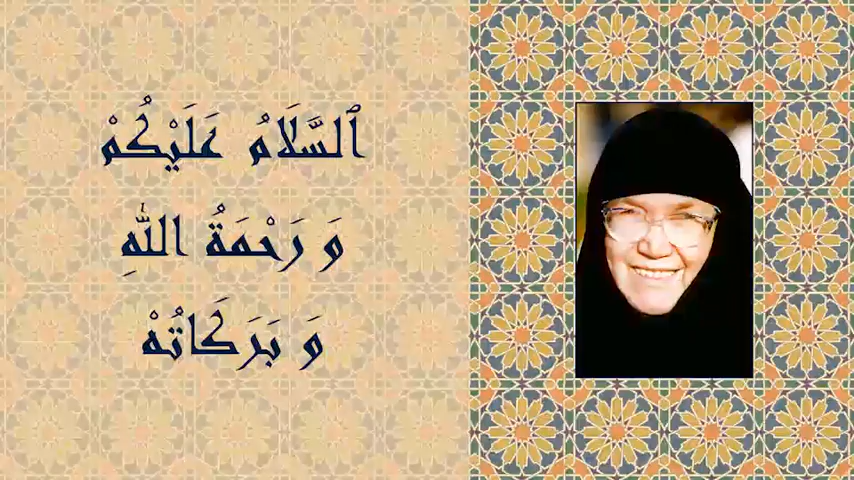 ٱلسَّلَامُ عَلَيْكُمْ
وَ رَحْمَةُ اللّٰهِ
وَ بَرَكَاتُهْ